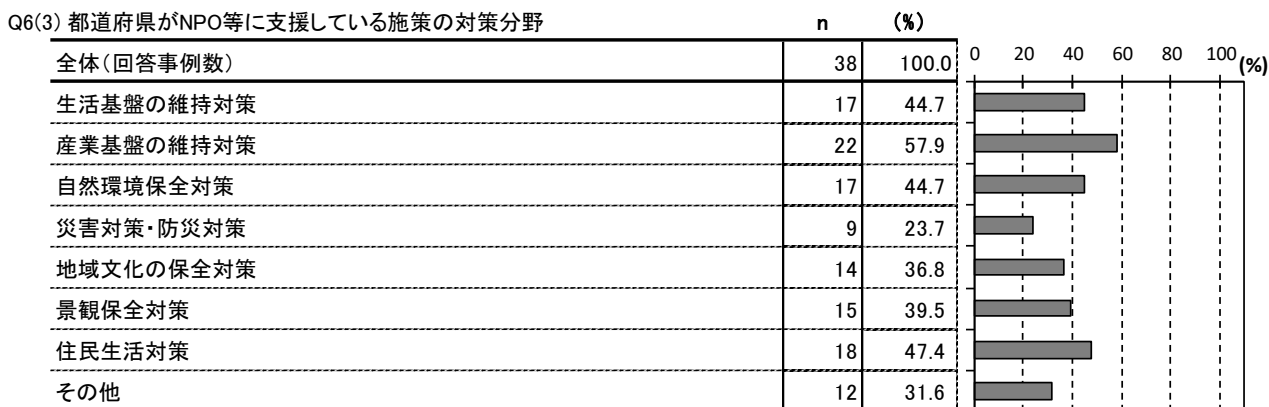 Q6(3) 都道府県がNPO等に支援している施策の対策分野 n (%)
全体(回答事例数) 38 100.0
0 20 40 60 80 100 (%)
生活基盤の維持対策 17 44.7
産業基盤の維持対策 22 57.9
自然環境保全対策 17 44.7
災害対策・防災対策 9 23.7
地域文化の保全対策 14 36.8
景観保全対策 15 39.5
住民生活対策 18 47.4
その他 12 31.6